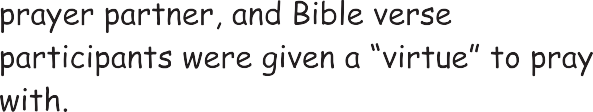 prayer partner, and Bible verse
participants were given a “virtue” to pray
with.